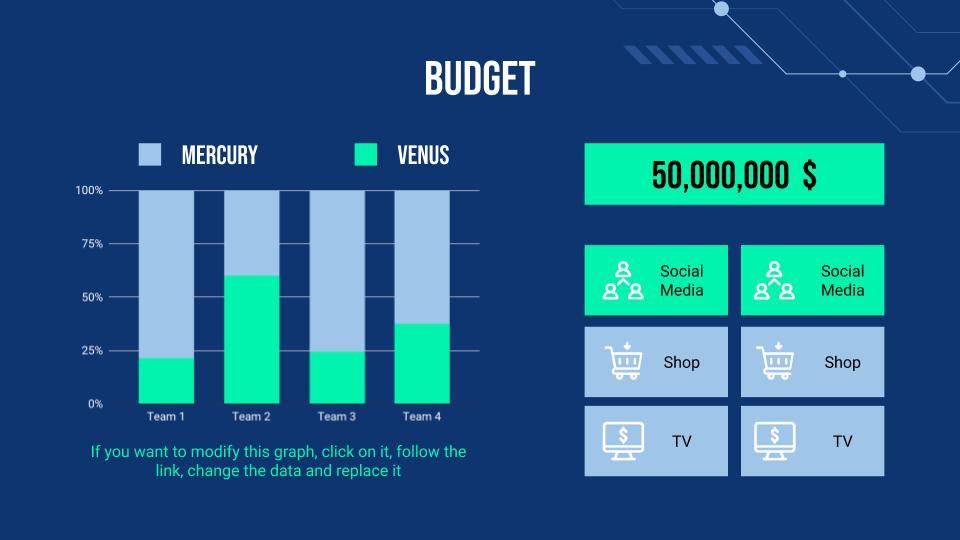 BUDGET
MERCURY
VENUS
100%
75%
50%
25%
0%
Team 1
Team 2
Team 3
Team 4
If you want to modify this graph, click on it, follow the
link, change the data and replace it
50,000,000 $
Social
Media
Social
Media
Shop
Shop
$
TV
$
TV